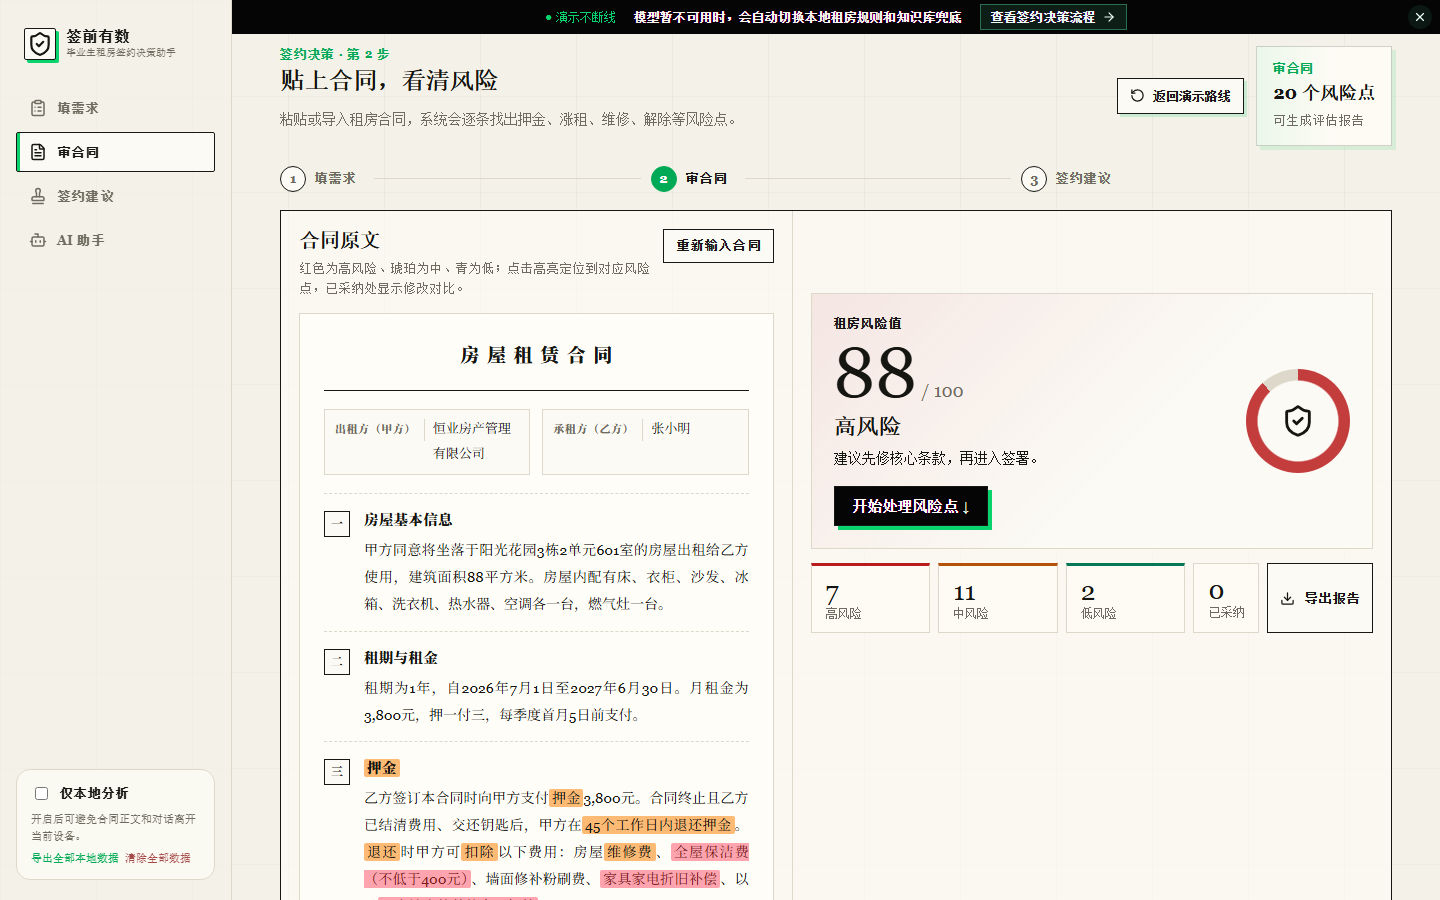 签前有数
毕业生租房签约决策助手
填需求
审合同
签约建议
AI 助手
仅本地分析
开启后可避免合同正文和对话离开
当前设备。
导出全部本地数据 清除全部数据
演示不断线 模型暂不可用时，会自动切换本地租房规则和知识库兜底 查看签约决策流程
签约决策 · 第 2 步
贴上合同，看清风险
粘贴或导入租房合同，系统会逐条找出押金、涨租、维修、解除等风险点。
返回演示路线
审合同
20 个风险点
可生成评估报告
1 填需求
2 审合同
3 签约建议
合同原文
重新输入合同
红色为高风险、琥珀为中、青为低；点击高亮定位到对应风险
点，已采纳处显示修改对比。
房屋租赁合同
出租方（甲方） 恒业房产管理
有限公司
承租方（乙方） 张小明
一 房屋基本信息
甲方同意将坐落于阳光花园3栋2单元601室的房屋出租给乙方
使用，建筑面积88平方米。房屋内配有床、衣柜、沙发、冰
箱、洗衣机、热水器、空调各一台，燃气灶一台。
二 租期与租金
租期为1年，自2026年7月1日至2027年6月30日。月租金为
3,800元，押一付三，每季度首月5日前支付。
三 押金
乙方签订本合同时向甲方支付押金3,800元。合同终止且乙方
已结清费用、交还钥匙后，甲方在45个工作日内退还押金。
退还时甲方可扣除以下费用：房屋维修费、全屋保洁费
（不低于400元）、墙面修补粉刷费、家具家电折旧补偿、以
租房风险值
88 / 100
高风险
建议先修核心条款，再进入签署。
开始处理风险点 ↓
7
高风险
11
中风险
2
低风险
0
已采纳
导出报告